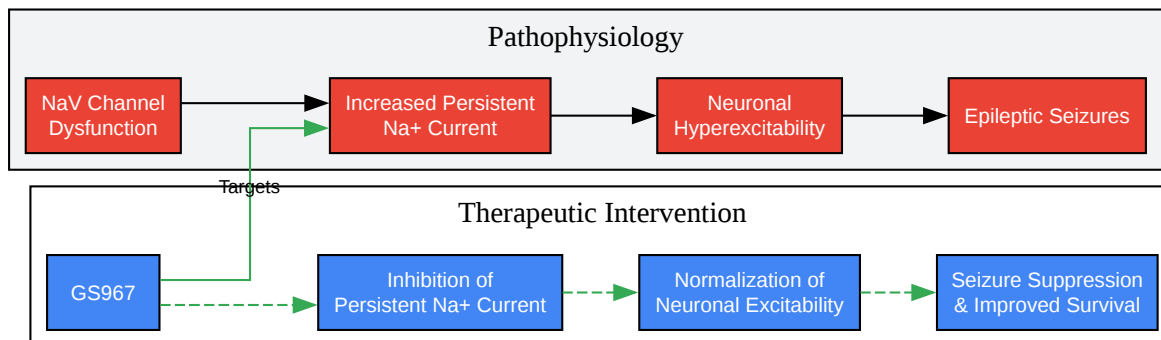 Pathophysiology
NaV Channel
Dysfunction
Increased Persistent
Na+ Current
Neuronal
Hyperexcitability
Epileptic Seizures
Targets
Therapeutic Intervention
GS967
Inhibition of
Persistent Na+ Current
Normalization of
Neuronal Excitability
Seizure Suppression
& Improved Survival